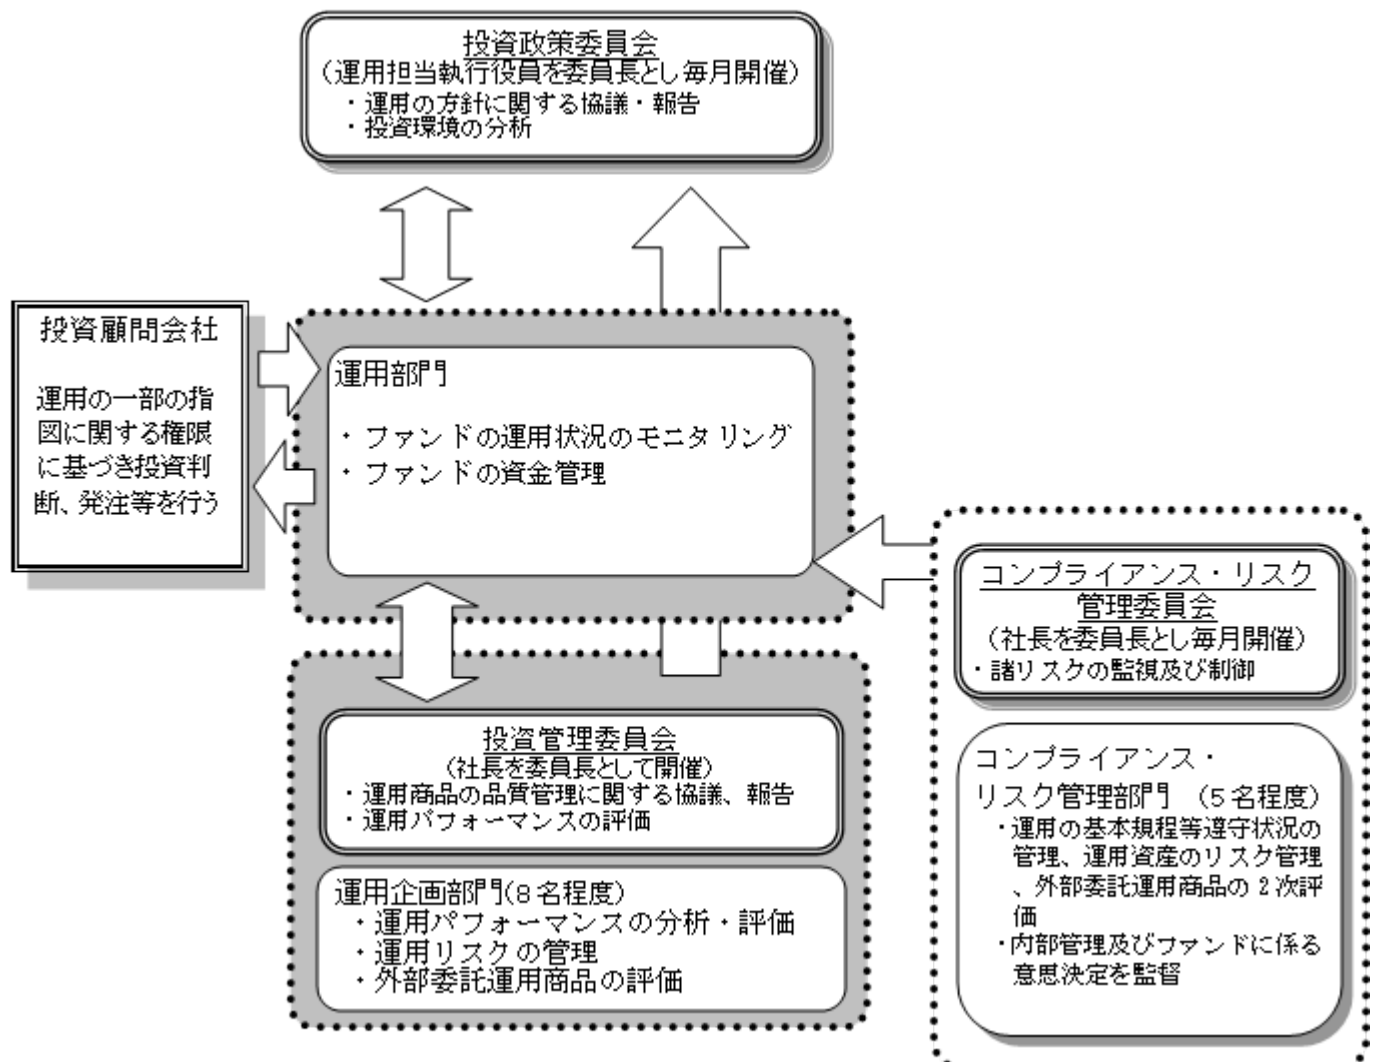 投資政策委員会
（運用担当執行役員を委員長とし毎月開催）
・運用の方針に関する協議・報告
・投資環境の分析
投資顧問会社
運用の一部の指
図に関する権限
に基づき投資判
断、発注等を行う
運用部門
・ファンドの運用状況のモニタリング
・ファンドの資金管理
投資管理委員会
（社長を委員長として開催）
・運用商品の品質管理に関する協議、報告
・運用パフォーマンスの評価
運用企画部門(8名程度)
・運用パフォーマンスの分析・評価
・運用リスクの管理
・外部委託運用商品の評価
コンプライアンス・リスク
管理委員会
（社長を委員長とし毎月開催）
・諸リスクの監視及び制御
コンプライアンス・
リスク管理部門 （5名程度）
・運用の基本規程等遵守状況の
管理、運用資産のリスク管理
、外部委託運用商品の2次評
価
・内部管理及びファンドに係る
意思決定を監督